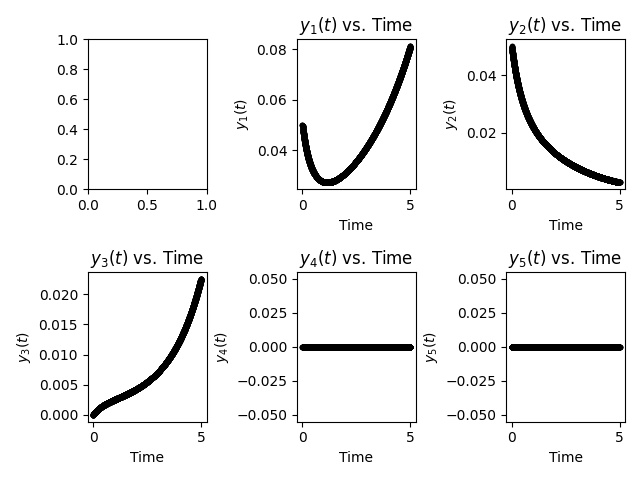 y₁(t) vs. Time
y₂(t) vs. Time
1.0
0.8
0.6
0.4
0.2
0.0
0.0 0.5 1.0
y₁(t)
0.08
0.06
0.04
0 5
Time
y₂(t)
0.04
0.02
0 5
Time
y₃(t) vs. Time
y₄(t) vs. Time
y₅(t) vs. Time
y₃(t)
0.020
0.015
0.010
0.005
0.000
0 5
Time
y₄(t)
0.050
0.025
0.000
−0.025
−0.050
0 5
Time
y₅(t)
0.050
0.025
0.000
−0.025
−0.050
0 5
Time